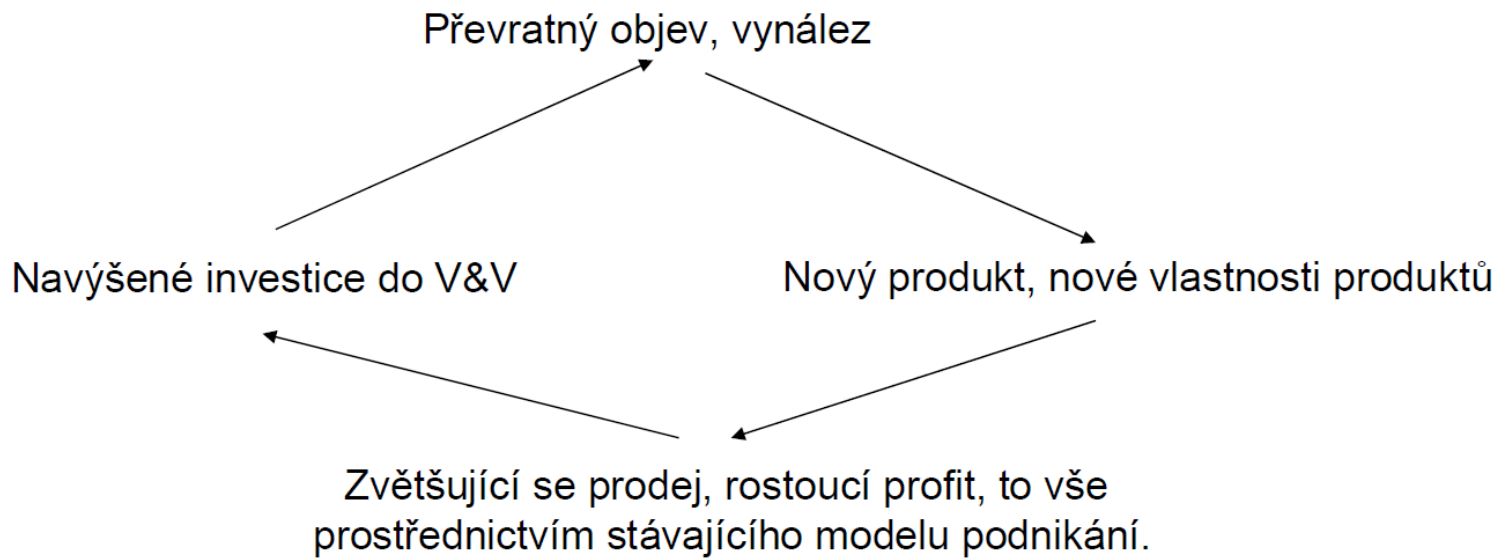 Převratný objev, vynález
Navýšené investice do V&V
Nový produkt, nové vlastnosti produktů
Zvětšující se prodej, rostoucí profit, to vše
prostřednictvím stávajícího modelu podnikání.